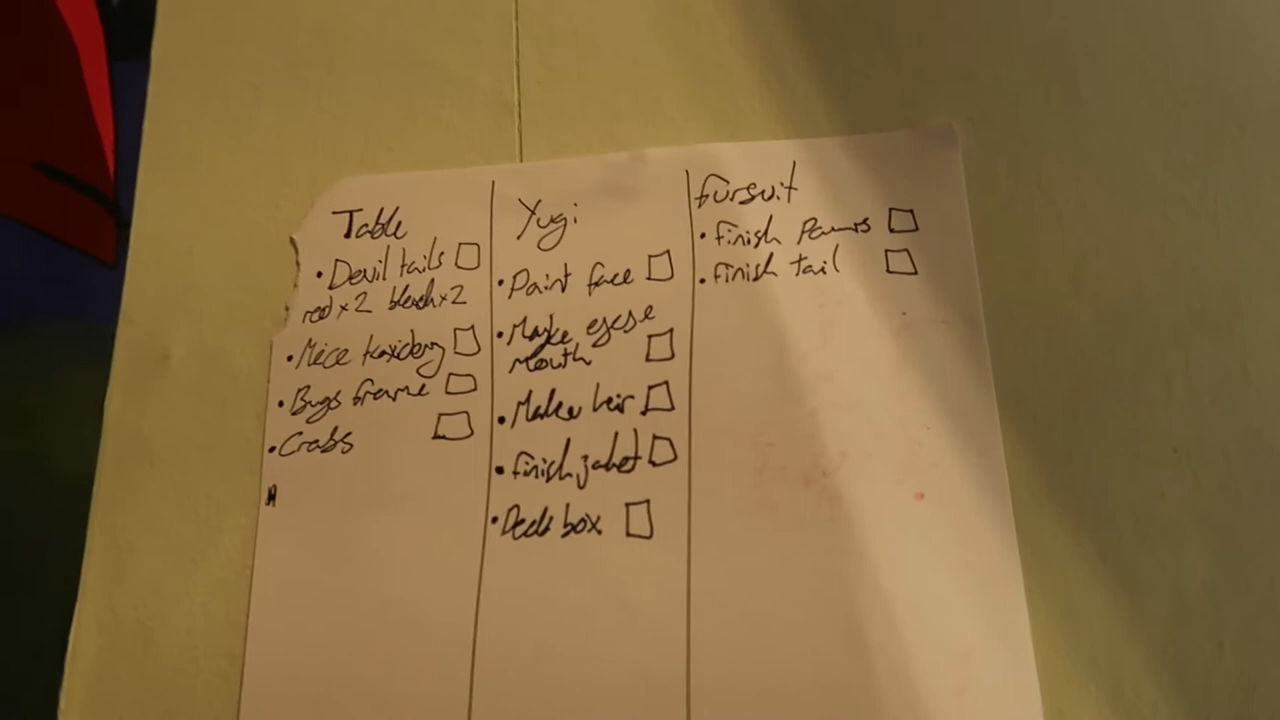 Table
• Devil tails
red x2 black x2
• Mice taxidermy
• Bugs frame
• Crabs
Yugi
• Paint face
• Make eyes
mouth
• Make hair
• Finish jacket
• Deck box
fursuit
• finish Paws
• finish tail